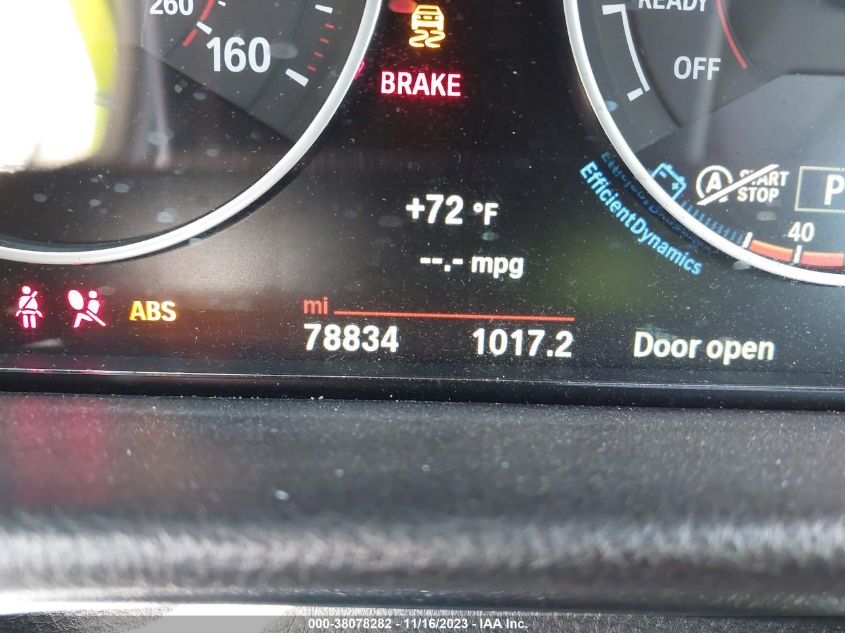 260
160
BRAKE
READY
OFF
+72 °F
--.- mpg
EfficientDynamics
A START
STOP
P
40
ABS
mi
78834 1017.2
Door open
000-38078282 - 11/16/2023 - IAA Inc.